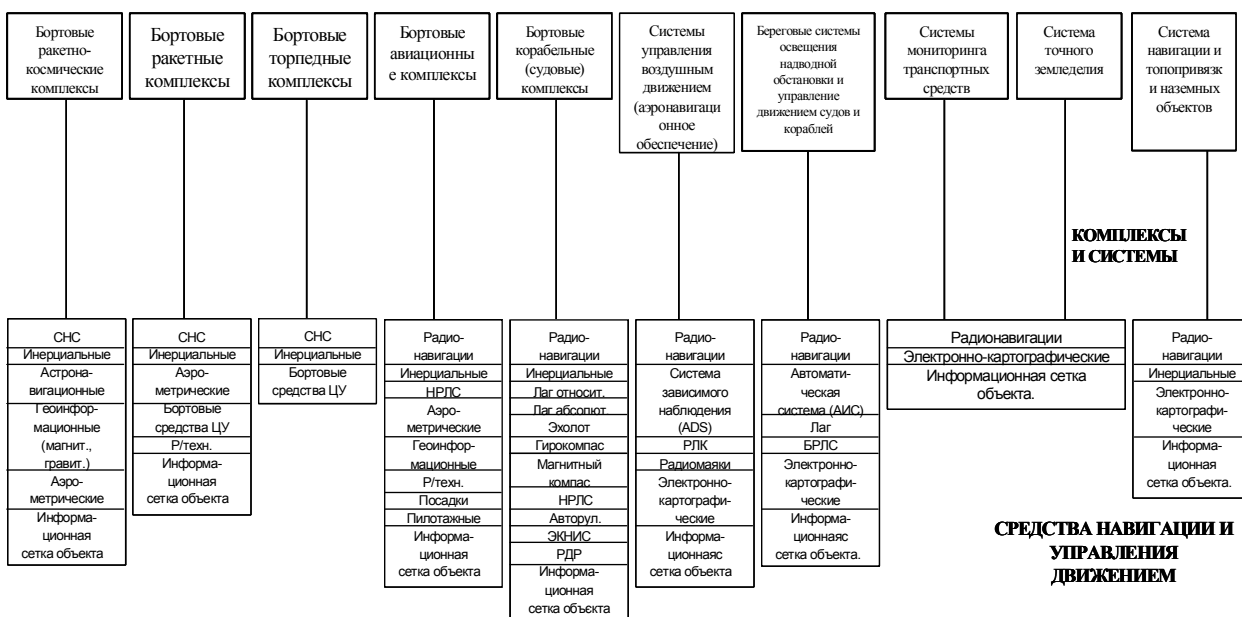 Бортовые
ракетно-
космические
комплексы
Бортовые
ракетные
комплексы
Бортовые
торпедные
комплексы
Бортовые
авиационны
е комплексы
Бортовые
корабельные
(судовые)
комплексы
Системы
управления
воздушным
движением
(аэронавигаци
онное
обеспечение)
Береговые системы
освещения
надводной
обстановки и
управление
движением судов и
кораблей
Системы
мониторинга
транспортных
средств
Система
точного
земледелия
Система
навигации и
топопривязк
и наземных
объектов
КОМПЛЕКСЫ
И СИСТЕМЫ
СНС
Инерциальные
Астрона-
вигационные
Геоинфор-
мационные
(магнит.,
гравит.)
Аэро-
метрические
Информа-
ционная
сетка объекта
СНС
Инерциальные
Аэро-
метрические
Бортовые
средства ЦУ
Р/техн.
Информа-
ционная
сетка объекта
СНС
Инерциальные
Бортовые
средства ЦУ
Радио-
навигации
Инерциальные
НРЛС
Аэро-
метрические
Геоинфор-
мационные
Р/техн.
Посадки
Пилотажные
Информа-
ционная
сетка объекта
Радио-
навигации
Инерциальные
Лаг относит.
Лаг абсолют.
Эхолот
Гирокомпас
Магнитный
компас
НРЛС
Авторул.
ЭКНИС
РДР
Информа-
ционная
сетка объєкта
Радио-
навигации
Система
зависимого
наблюдения
(ADS)
РЛК
Радиомаяки
Электронно-
картографи-
ческие
Информа-
ционнаяс
сетка объекта
Радио-
навигации
Автомати-
ческая
система (АИС)
Лаг
БРЛС
Электронно-
картографи-
ческие
Информа-
ционнаяс
сетка объекта.
Радионавигации
Электронно-картографические
Информационная сетка
объекта.
Радио-
навигации
Инерциальные
Электронно-
картографи-
ческие
Информа-
ционная
сетка объекта.
СРЕДСТВА НАВИГАЦИИ И
УПРАВЛЕНИЯ
ДВИЖЕНИЕМ